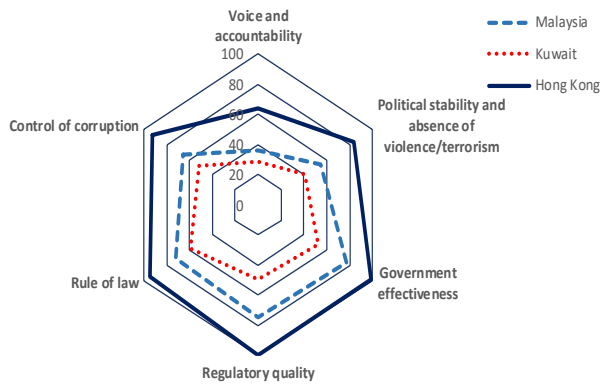 Voice and
accountability
Malaysia
Kuwait
Hong Kong
100
80
60
40
20
0
Political stability and
absence of
violence/terrorism
Control of corruption
Government
effectiveness
Rule of law
Regulatory quality